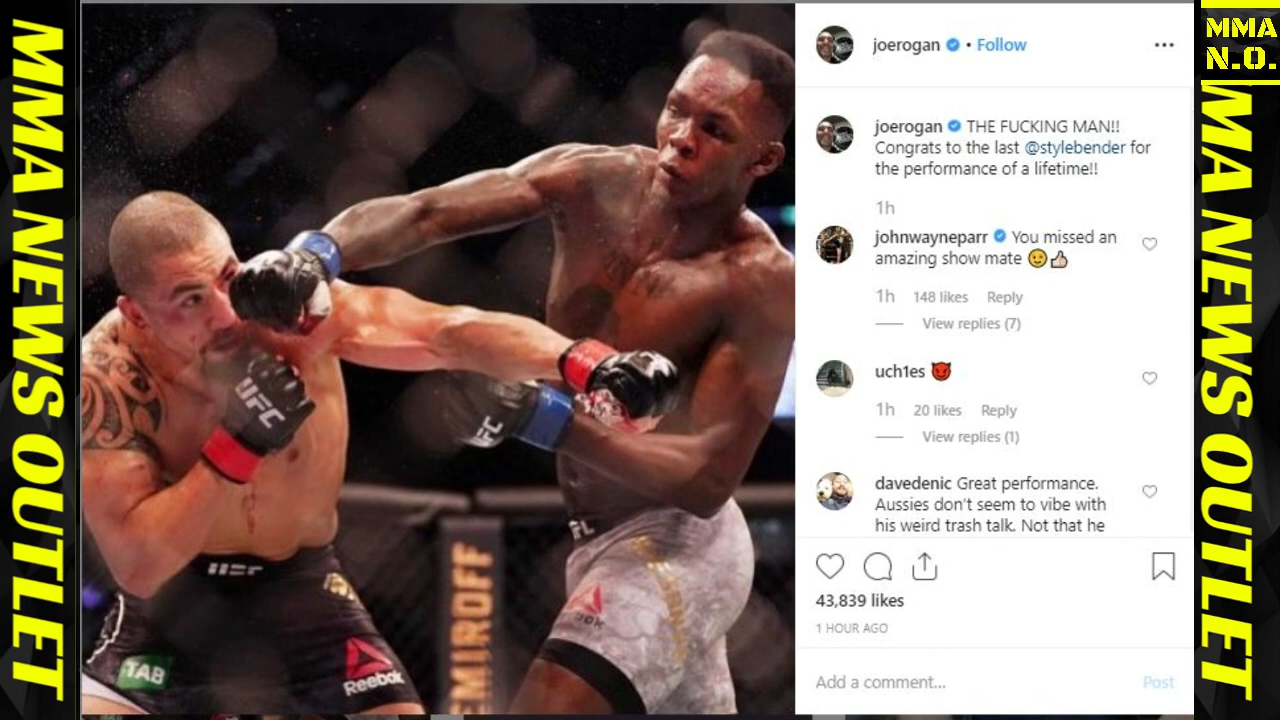 MMA NEWS OUTLET
MMA
N.O.
MMA NEWS OUTLET
UFC
UFC
TAB
Reebok
joerogan • Follow
joerogan THE FUCKING MAN!!
Congrats to the last @stylebender for
the performance of a lifetime!!
1h
johnwayneparr You missed an
amazing show mate 😉👍🏻
1h 148 likes Reply
View replies (7)
uch1es 😈
1h 20 likes Reply
View replies (1)
davedenic Great performance.
Aussies don't seem to vibe with
his weird trash talk. Not that he
43,839 likes
1 HOUR AGO
Add a comment... Post